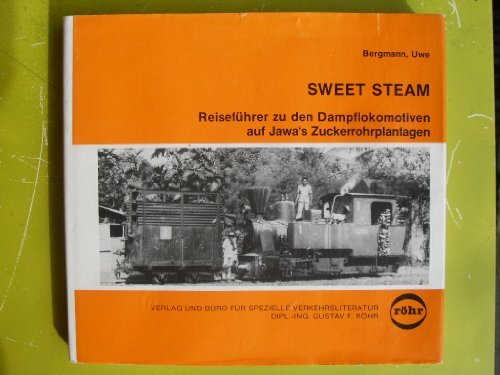 Bergmann, Uwe
SWEET STEAM
Reiseführer zu den Dampflokomotiven
auf Jawa's Zuckerrohrplantagen
VERLAG UND BÜRO FÜR SPEZIELLE VERKEHRSLITERATUR
DIPL.-ING. GUSTAV F. RÖHR
röhr